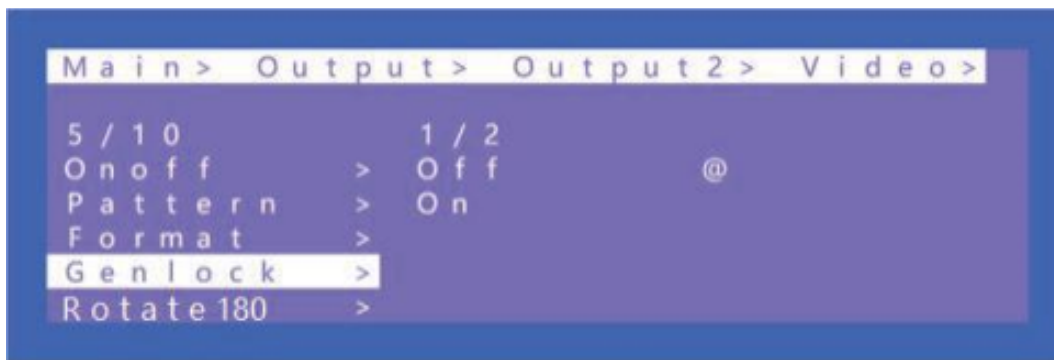 Main> Output> Output2> Video>
5/10 1/2
Onoff > Off @
Pattern > On
Format >
Genlock >
Rotate180 >